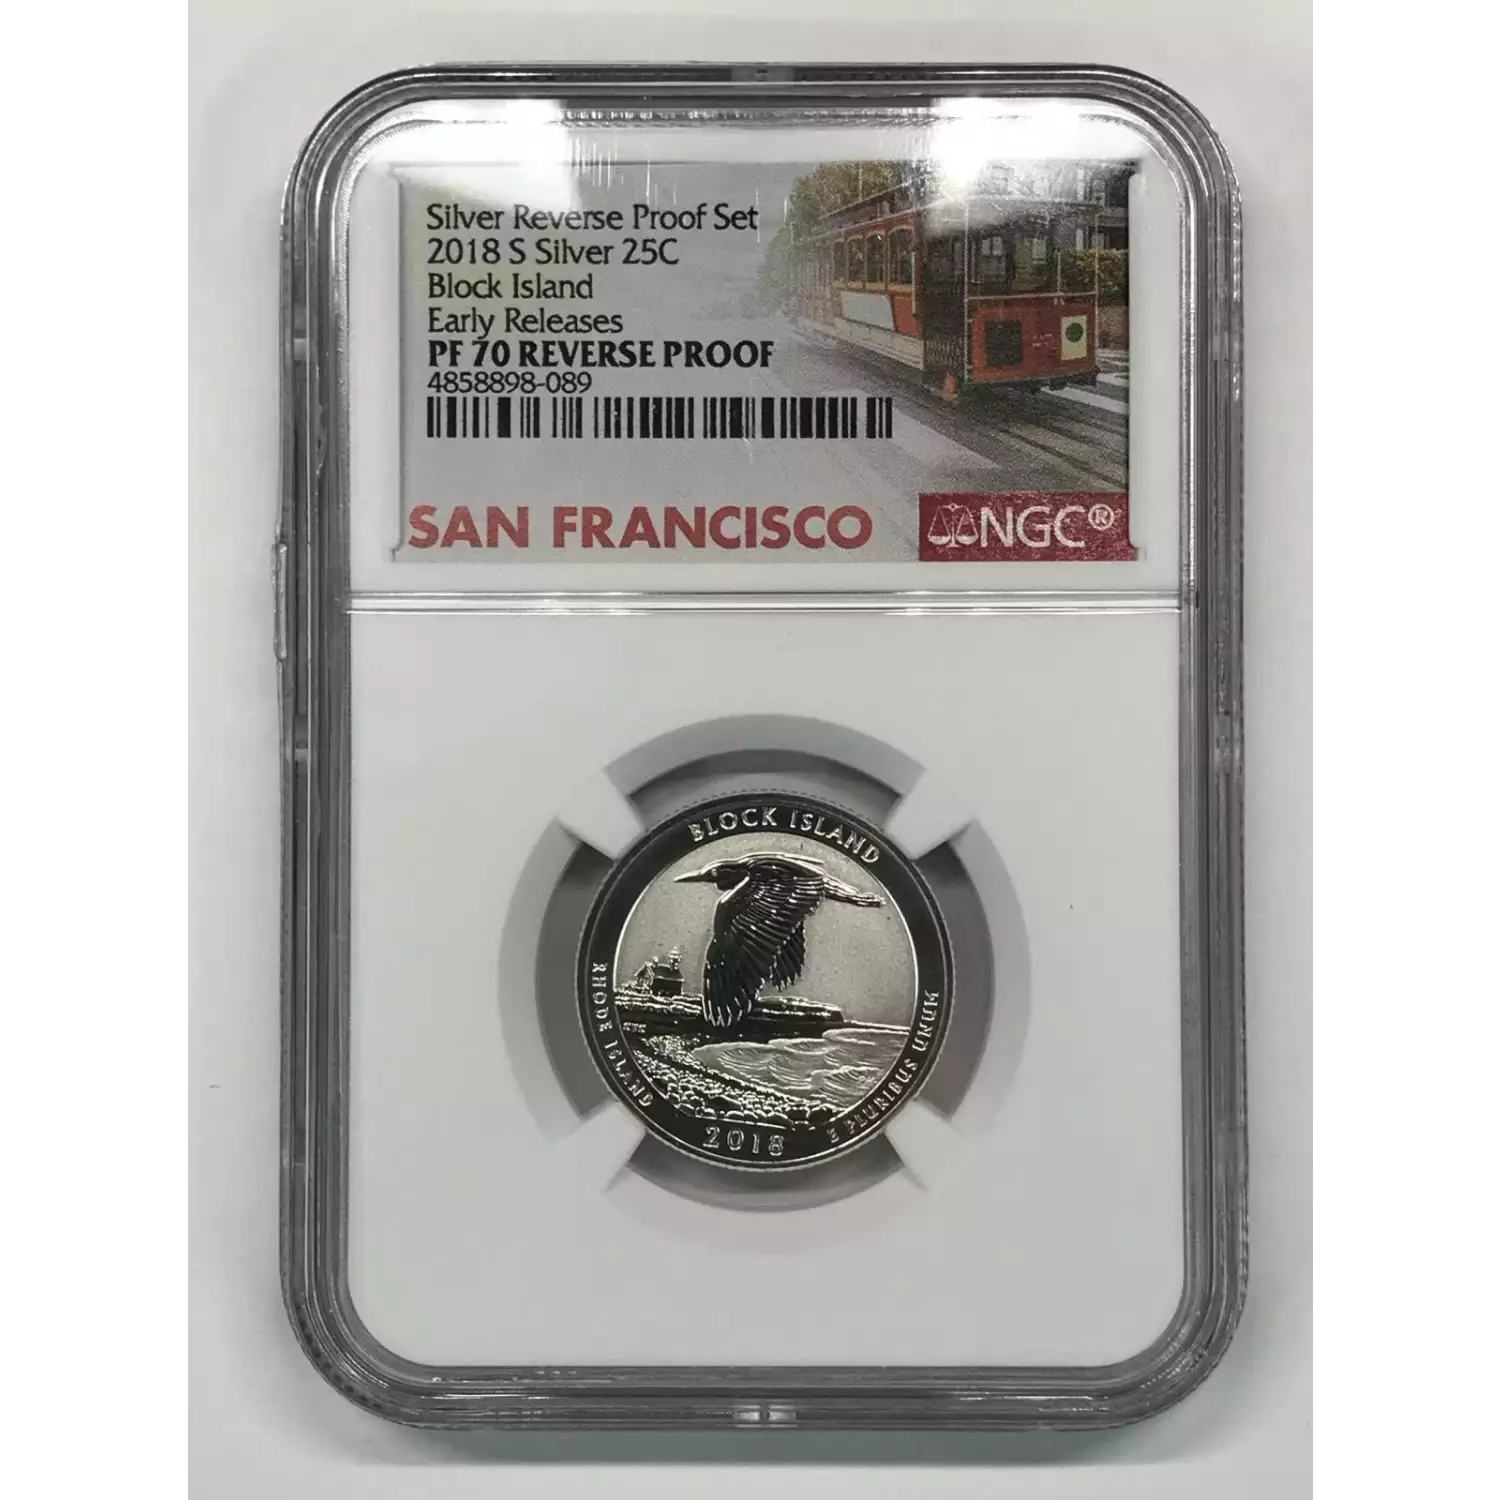 Silver Reverse Proof Set
2018 S Silver 25C
Block Island
Early Releases
PF 70 REVERSE PROOF
4858898-089
SAN FRANCISCO
NGC®
BLOCK ISLAND
RHODE ISLAND
2018
E PLURIBUS UNUM